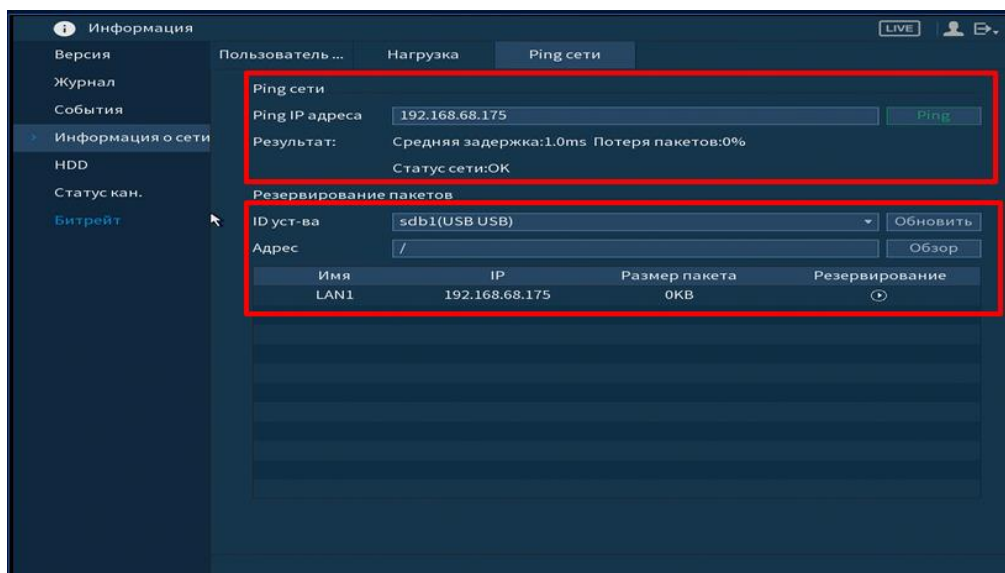 Информация LIVE
Версия
Журнал
События
Информация о сети
HDD
Статус кан.
Битрейт
Пользователь ... Нагрузка Ping сети
Ping сети
Ping IP адреса 192.168.68.175 Ping
Результат: Средняя задержка:1.0ms Потеря пакетов:0%
Статус сети:OK
Резервирование пакетов
ID уст-ва sdb1(USB USB) Обновить
Адрес / Обзор
Имя IP Размер пакета Резервирование
LAN1 192.168.68.175 0KB